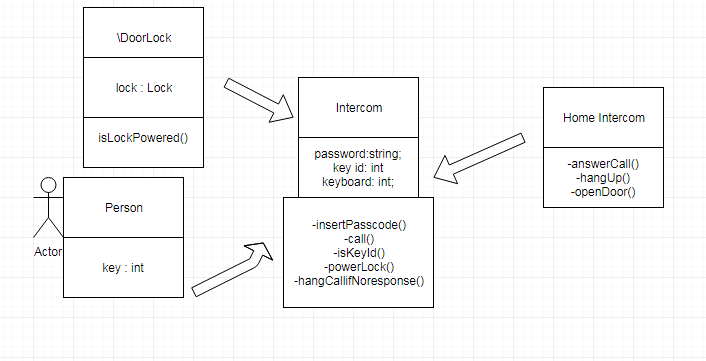 \DoorLock
lock : Lock
isLockPowered()
Actor
Person
key : int
Intercom
password:string;
key id: int
keyboard: int;
-insertPasscode()
-call()
-isKeyId()
-powerLock()
-hangCallifNoresponse()
Home Intercom
-answerCall()
-hangUp()
-openDoor()